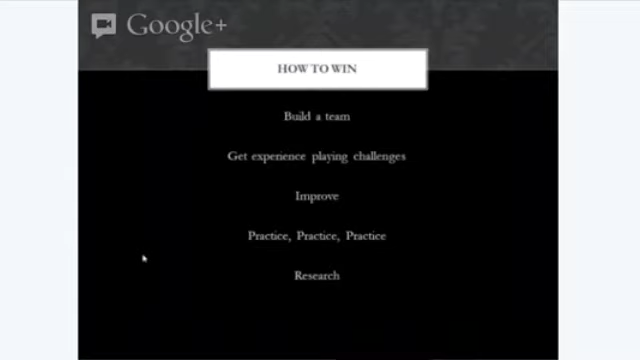 Google+
HOW TO WIN
Build a team
Get experience playing challenges
Improve
Practice, Practice, Practice
Research